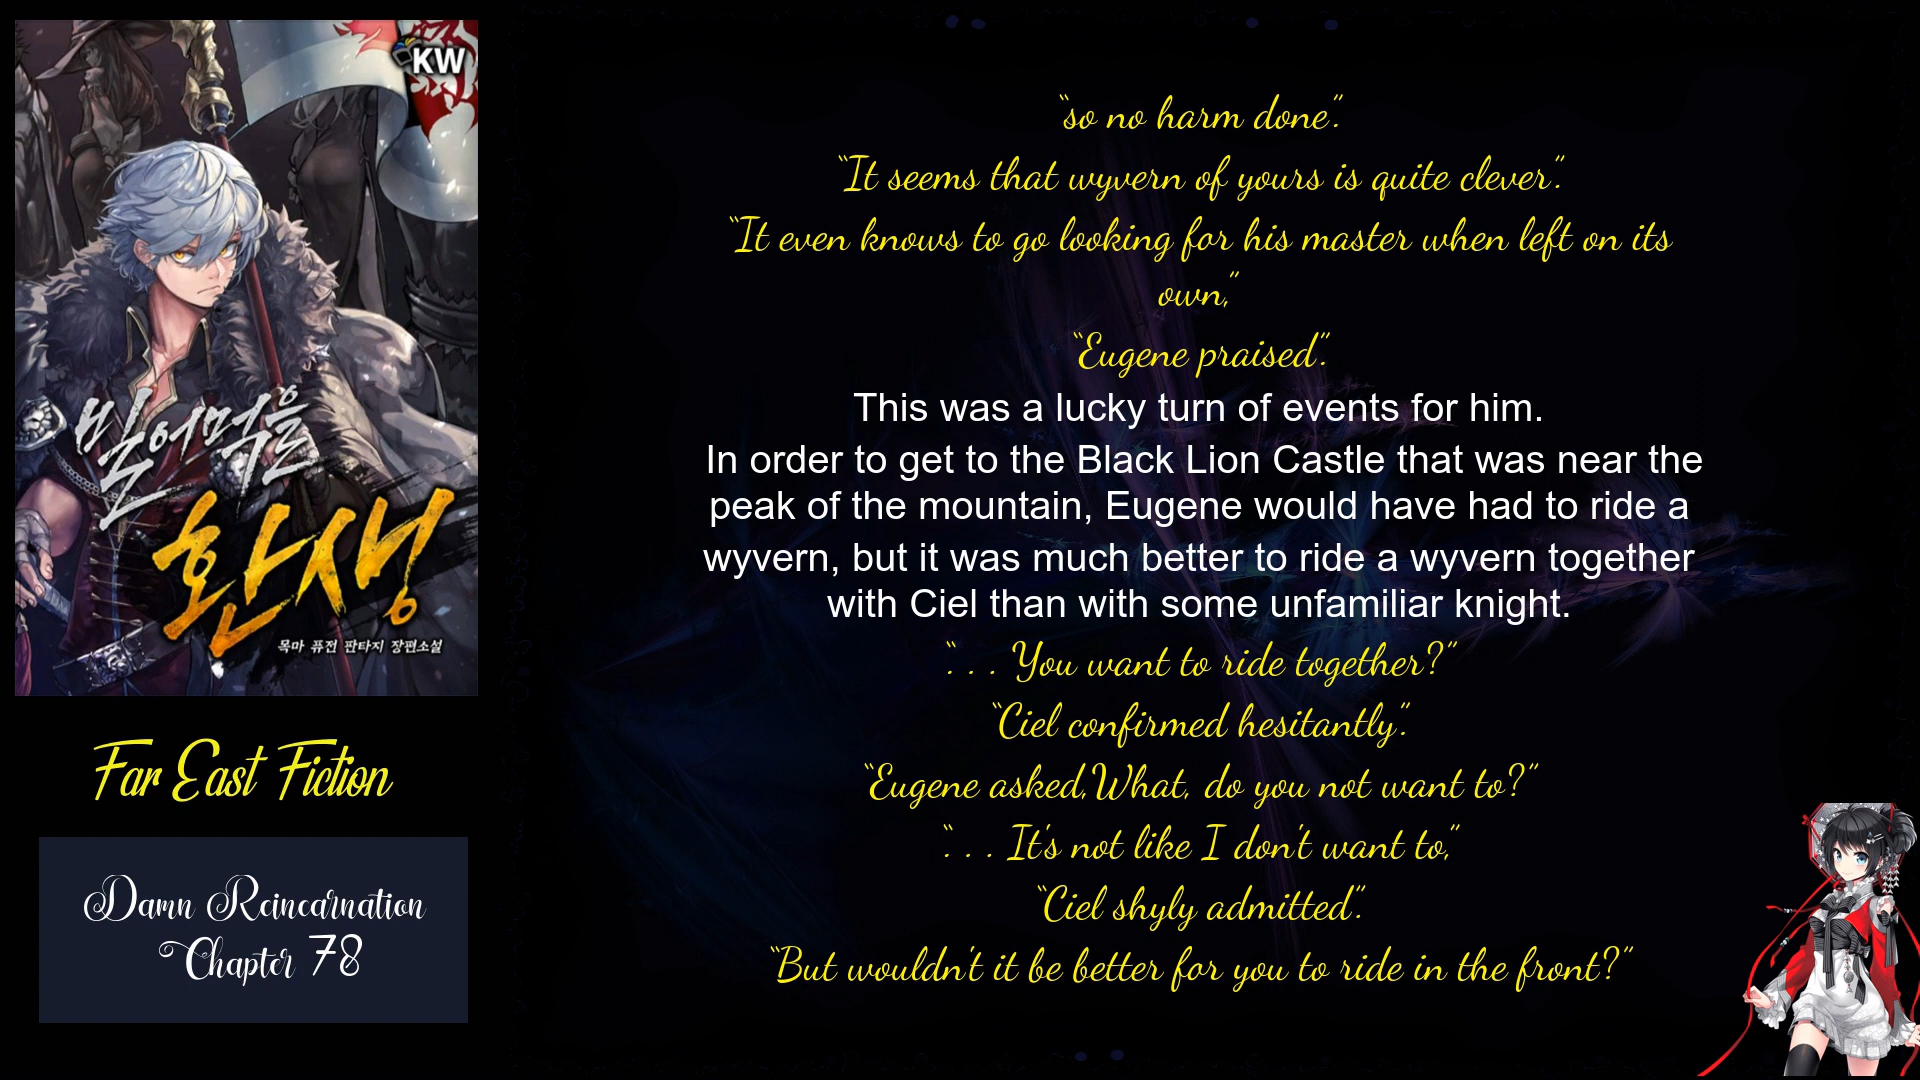 KW
빌어먹을
환생
목마 퓨전 판타지 장편소설
Far East Fiction
Damn Reincarnation
Chapter 78
“so no harm done”.
“It seems that wyvern of yours is quite clever”.
“It even knows to go looking for his master when left on its
own,”
“Eugene praised”.
This was a lucky turn of events for him.
In order to get to the Black Lion Castle that was near the
peak of the mountain, Eugene would have had to ride a
wyvern, but it was much better to ride a wyvern together
with Ciel than with some unfamiliar knight.
“. . . You want to ride together?”
“Ciel confirmed hesitantly”.
“Eugene asked,What, do you not want to?”
“. . . It's not like I don't want to,”
“Ciel shyly admitted”.
“But wouldn't it be better for you to ride in the front?”